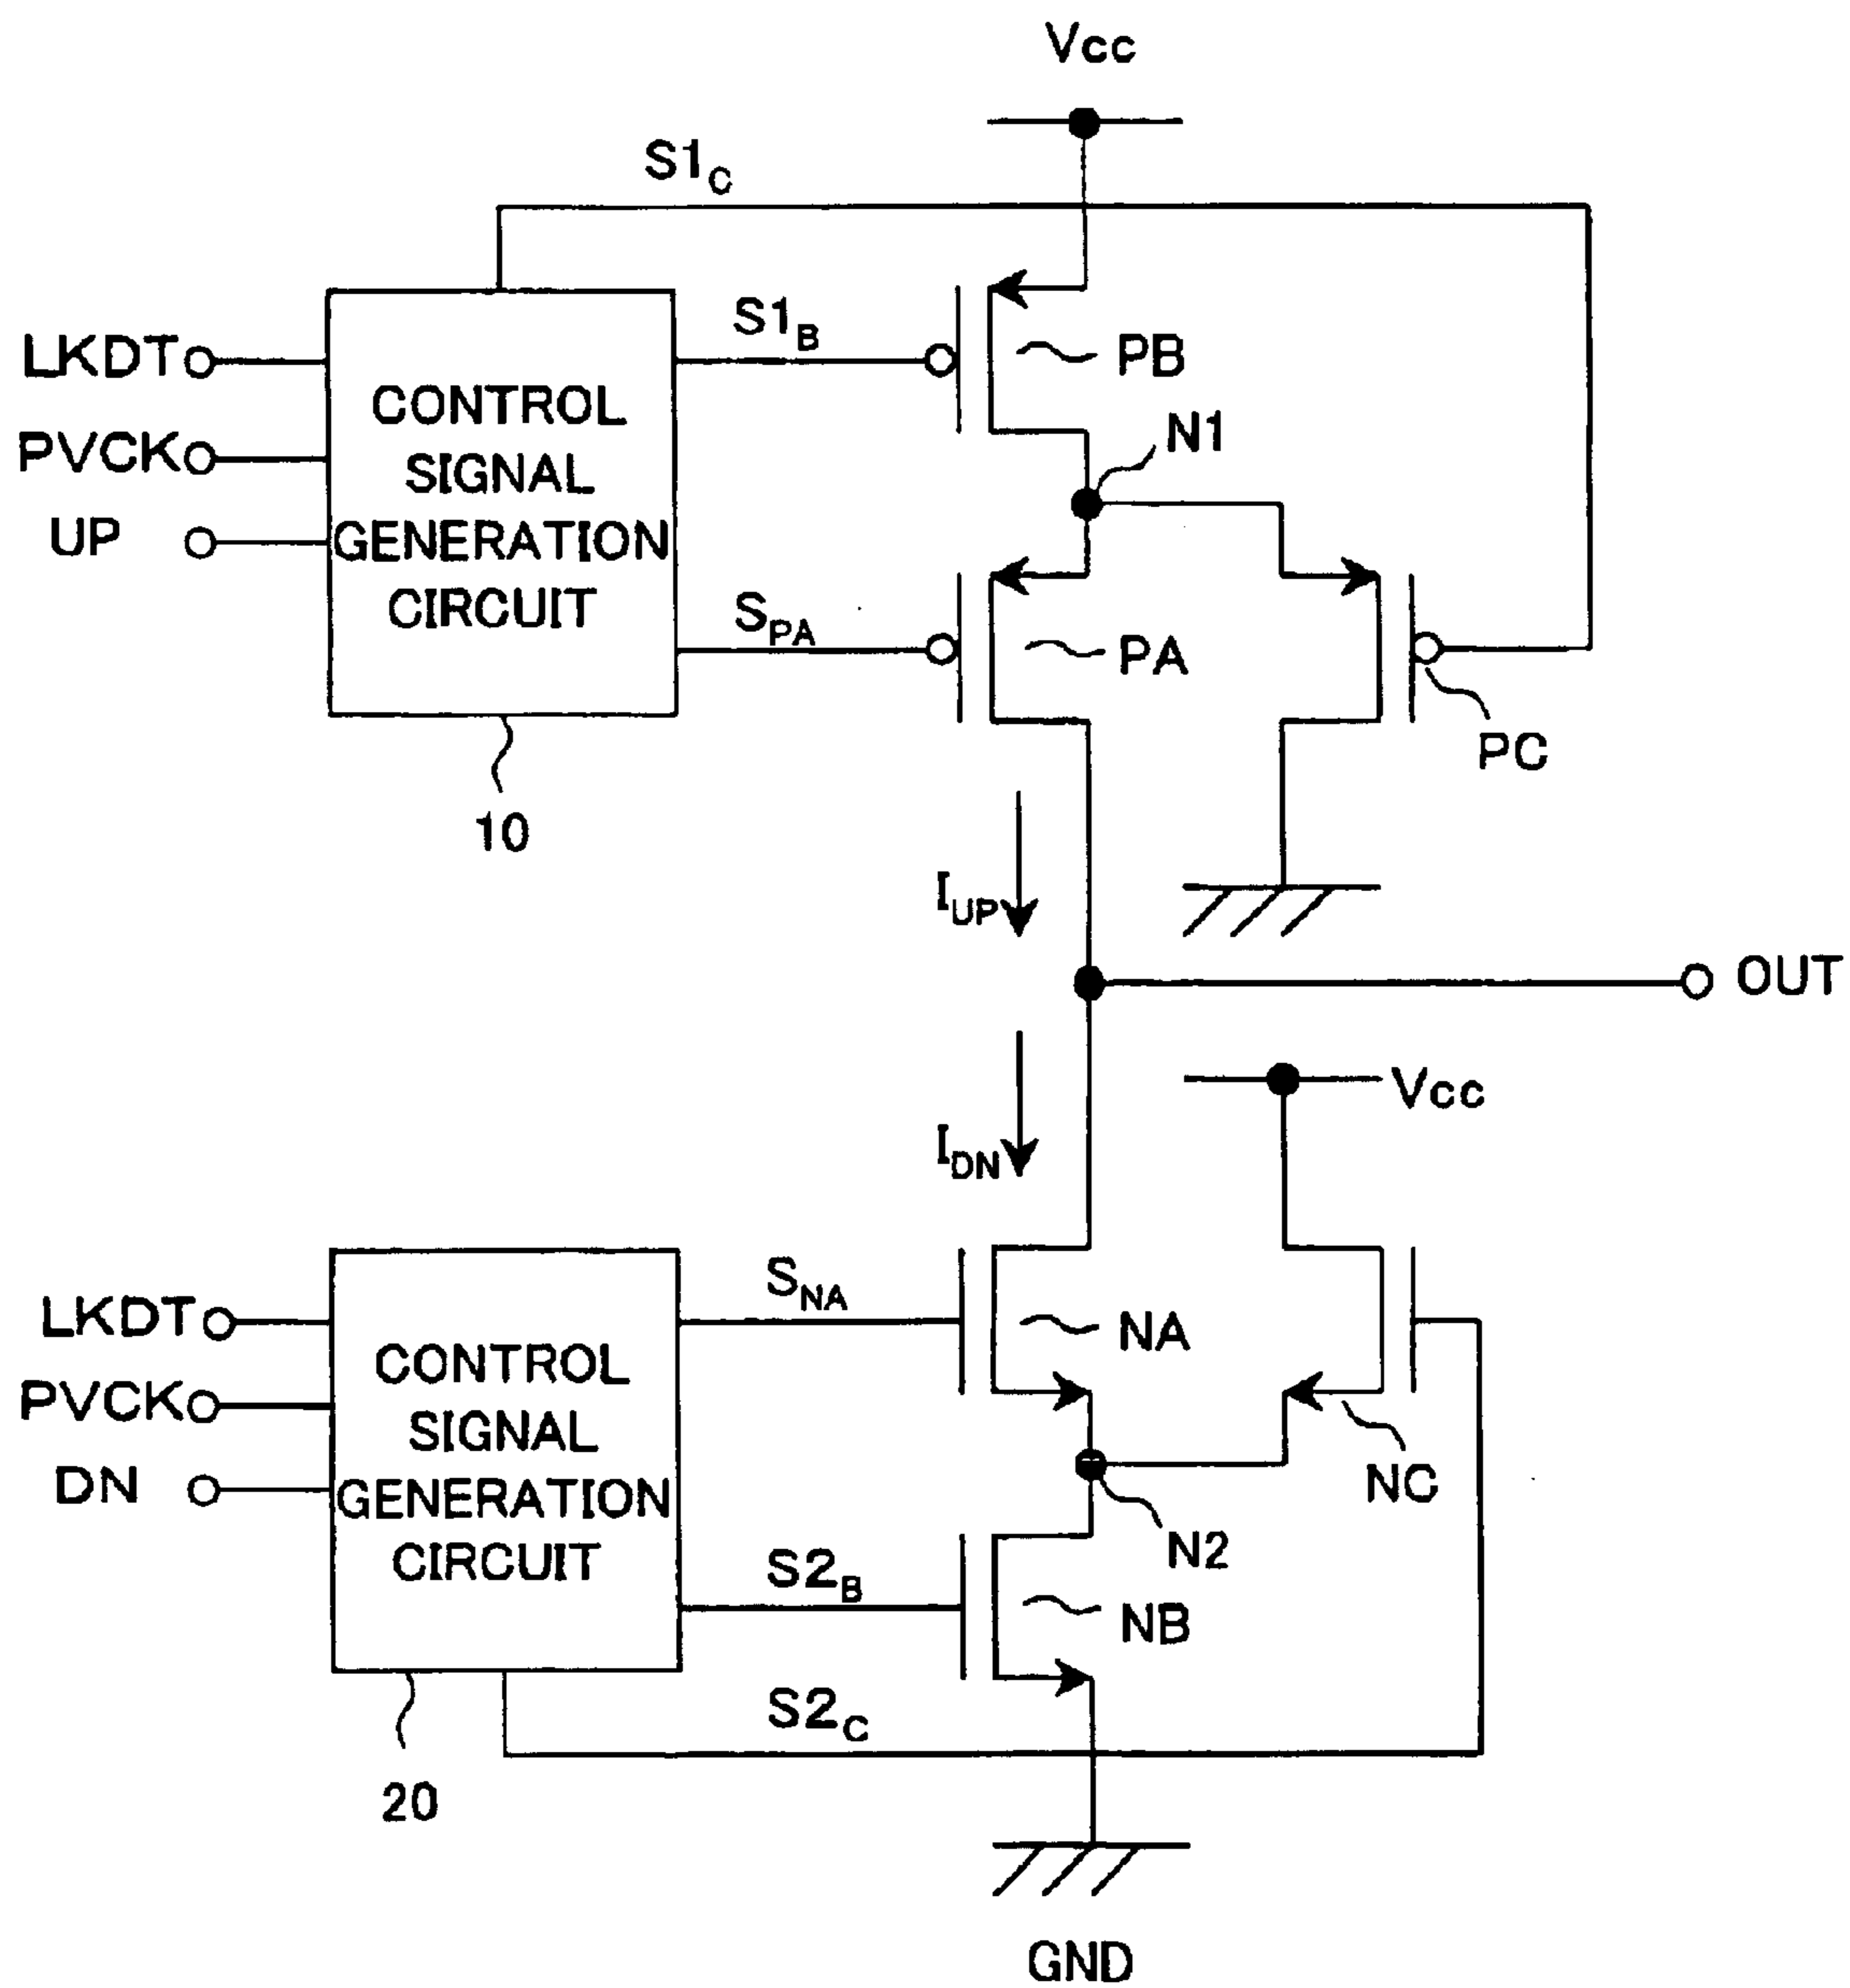 Vcc
S1C
LKDT
PVCK
UP
CONTROL
SIGNAL
GENERATION
CIRCUIT
10
S1B
SPA
PB
N1
PA
PC
IUP
OUT
IDN
Vcc
LKDT
PVCK
DN
CONTROL
SIGNAL
GENERATION
CIRCUIT
20
SNA
S2B
S2C
NA
NC
N2
NB
GND